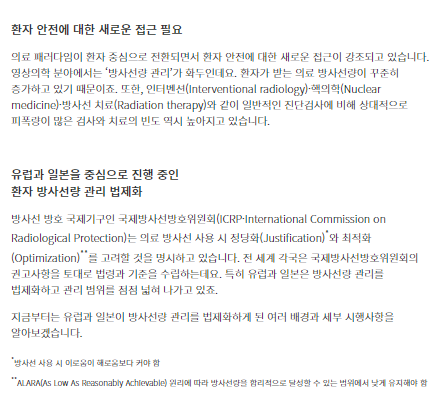 환자 안전에 대한 새로운 접근 필요
의료 패러다임이 환자 중심으로 전환되면서 환자 안전에 대한 새로운 접근이 강조되고 있습니다.
영상의학 분야에서는 ‘방사선량 관리’가 화두인데요. 환자가 받는 의료 방사선량이 꾸준히
증가하고 있기 때문이죠. 또한, 인터벤션(Interventional radiology)·핵의학(Nuclear
medicine)·방사선 치료(Radiation therapy)와 같이 일반적인 진단검사에 비해 상대적으로
피폭량이 많은 검사와 치료의 빈도 역시 높아지고 있습니다.
유럽과 일본을 중심으로 진행 중인
환자 방사선량 관리 법제화
방사선 방호 국제기구인 국제방사선방호위원회(ICRP·International Commission on
Radiological Protection)는 의료 방사선 사용 시 정당화(Justification)*와 최적화
(Optimization)**를 고려할 것을 명시하고 있습니다. 전 세계 각국은 국제방사선방호위원회의
권고사항을 토대로 법령과 기준을 수립하는데요. 특히 유럽과 일본은 방사선량 관리를
법제화하고 관리 범위를 점점 넓혀 나가고 있죠.
지금부터는 유럽과 일본이 방사선량 관리를 법제화하게 된 여러 배경과 세부 시행사항을
알아보겠습니다.
*방사선 사용 시 이로움이 해로움보다 커야 함
**ALARA(As Low As Reasonably Achievable) 원리에 따라 방사선량을 합리적으로 달성할 수 있는 범위에서 낮게 유지해야 함